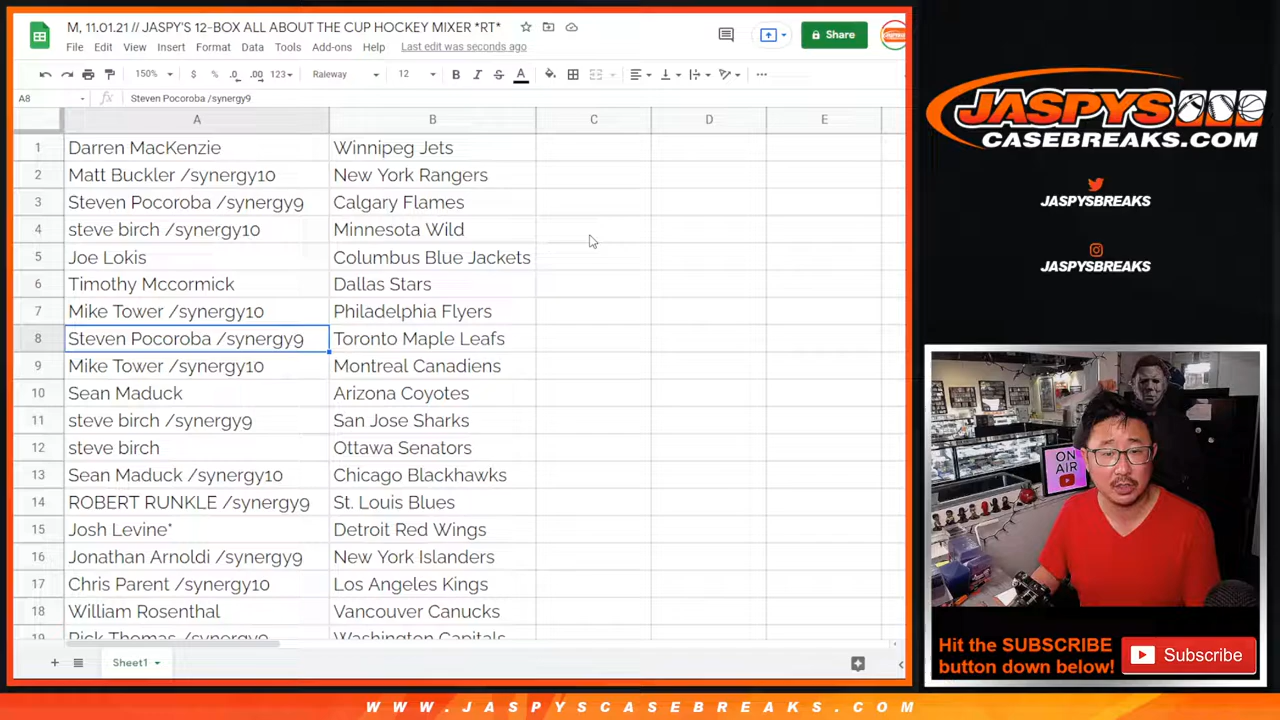 M, 11.01.21 // JASPY'S 12-BOX ALL ABOUT THE CUP HOCKEY MIXER *RT*
File Edit View Insert Format Data Tools Add-ons Help Last edit was seconds ago
Share
150% $ % .0 .00 123 Raleway 12 B I S A
A8 fx Steven Pocoroba /synergy9
A B C D E
1 Darren MacKenzie Winnipeg Jets
2 Matt Buckler /synergy10 New York Rangers
3 Steven Pocoroba /synergy9 Calgary Flames
4 steve birch /synergy10 Minnesota Wild
5 Joe Lokis Columbus Blue Jackets
6 Timothy Mccormick Dallas Stars
7 Mike Tower /synergy10 Philadelphia Flyers
8 Steven Pocoroba /synergy9 Toronto Maple Leafs
9 Mike Tower /synergy10 Montreal Canadiens
10 Sean Maduck Arizona Coyotes
11 steve birch /synergy9 San Jose Sharks
12 steve birch Ottawa Senators
13 Sean Maduck /synergy10 Chicago Blackhawks
14 ROBERT RUNKLE /synergy9 St. Louis Blues
15 Josh Levine* Detroit Red Wings
16 Jonathan Arnoldi /synergy9 New York Islanders
17 Chris Parent /synergy10 Los Angeles Kings
18 William Rosenthal Vancouver Canucks
19 Rick Thomas /synergy9 Washington Capitals
Sheet1
JASPYS
CASEBREAKS.COM
JASPYSBREAKS
JASPYSBREAKS
ON
AIR
Hit the SUBSCRIBE
button down below!
Subscribe
WWW.JASPYSCASEBREAKS.COM